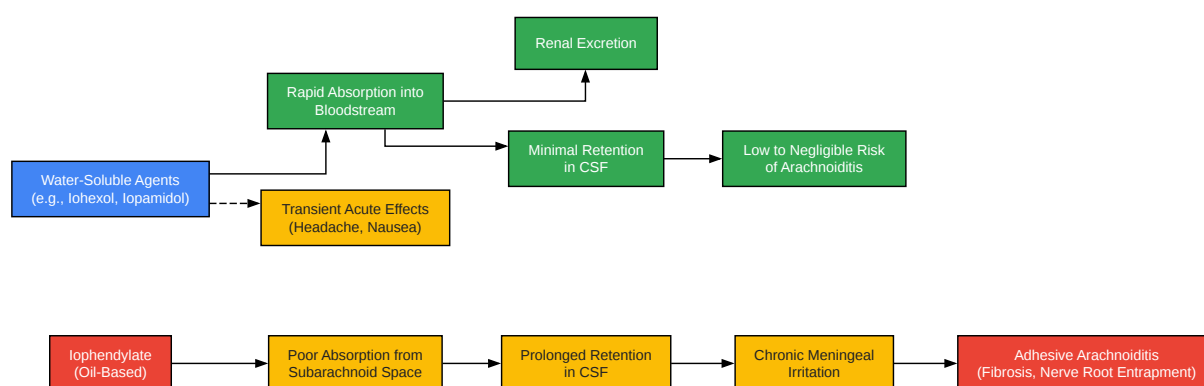 Renal Excretion
Rapid Absorption into
Bloodstream
Minimal Retention
in CSF
Low to Negligible Risk
of Arachnoiditis
Water-Soluble Agents
(e.g., Iohexol, Iopamidol)
Transient Acute Effects
(Headache, Nausea)
Iophendylate
(Oil-Based)
Poor Absorption from
Subarachnoid Space
Prolonged Retention
in CSF
Chronic Meningeal
Irritation
Adhesive Arachnoiditis
(Fibrosis, Nerve Root Entrapment)